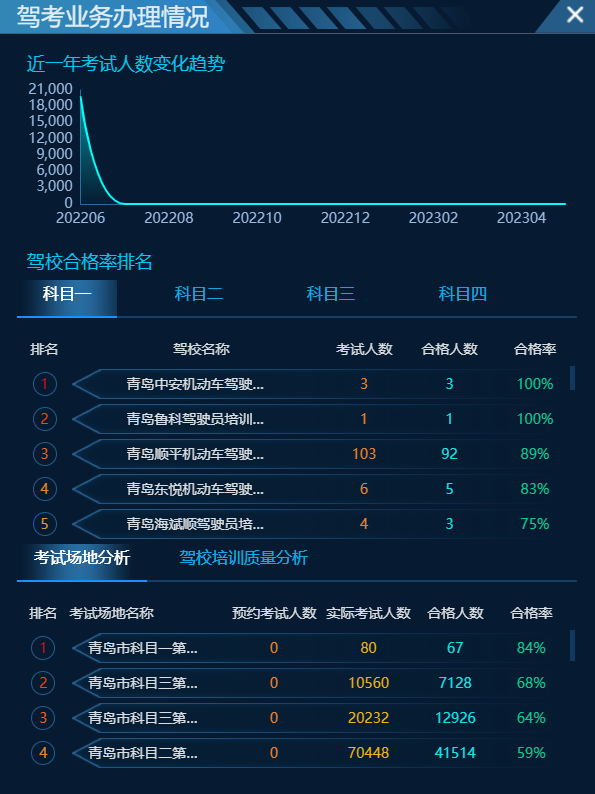 驾考业务办理情况
近一年考试人数变化趋势
21,000
18,000
15,000
12,000
9,000
6,000
3,000
0
202206 202208 202210 202212 202302 202304
驾校合格率排名
科目一 科目二 科目三 科目四
排名 驾校名称 考试人数 合格人数 合格率
1 青岛中安机动车驾驶... 3 3 100%
2 青岛鲁科驾驶员培训... 1 1 100%
3 青岛顺平机动车驾驶... 103 92 89%
4 青岛东悦机动车驾驶... 6 5 83%
5 青岛海斌顺驾驶员培... 4 3 75%
考试场地分析 驾校培训质量分析
排名 考试场地名称 预约考试人数 实际考试人数 合格人数 合格率
1 青岛市科目一第... 0 80 67 84%
2 青岛市科目三第... 0 10560 7128 68%
3 青岛市科目三第... 0 20232 12926 64%
4 青岛市科目二第... 0 70448 41514 59%